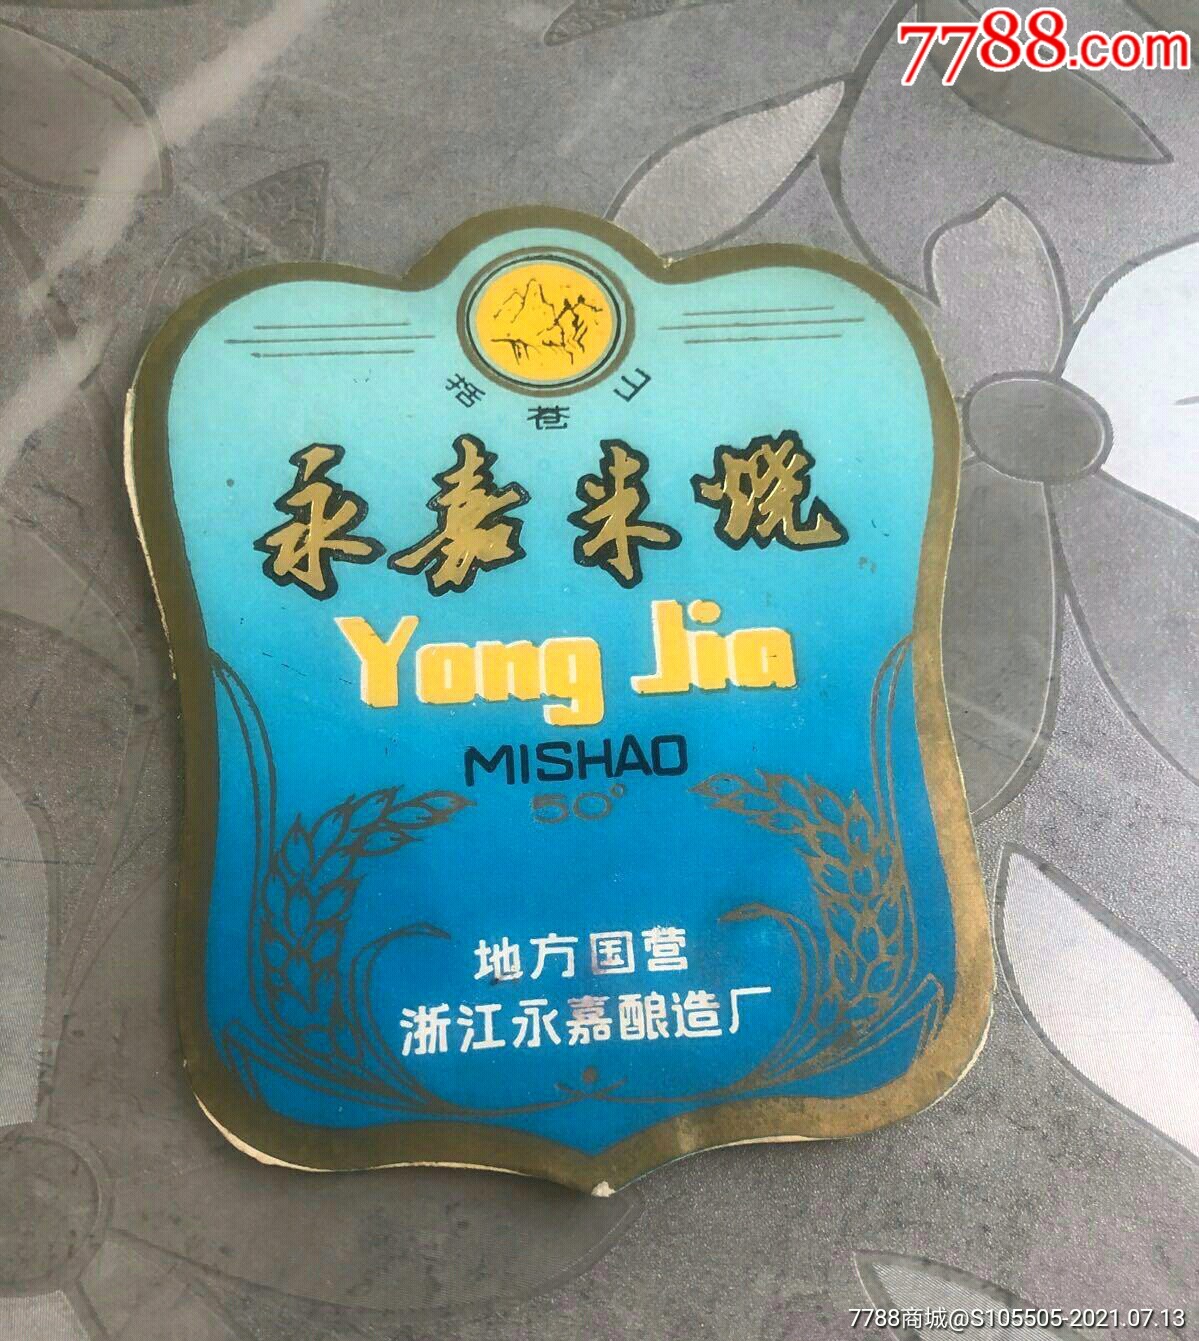 7788.com
括苍山
永嘉米烧
Yong Jia
MISHAO
50°
地方国营
浙江永嘉酿造厂
7788商城@S105505-2021.07.13